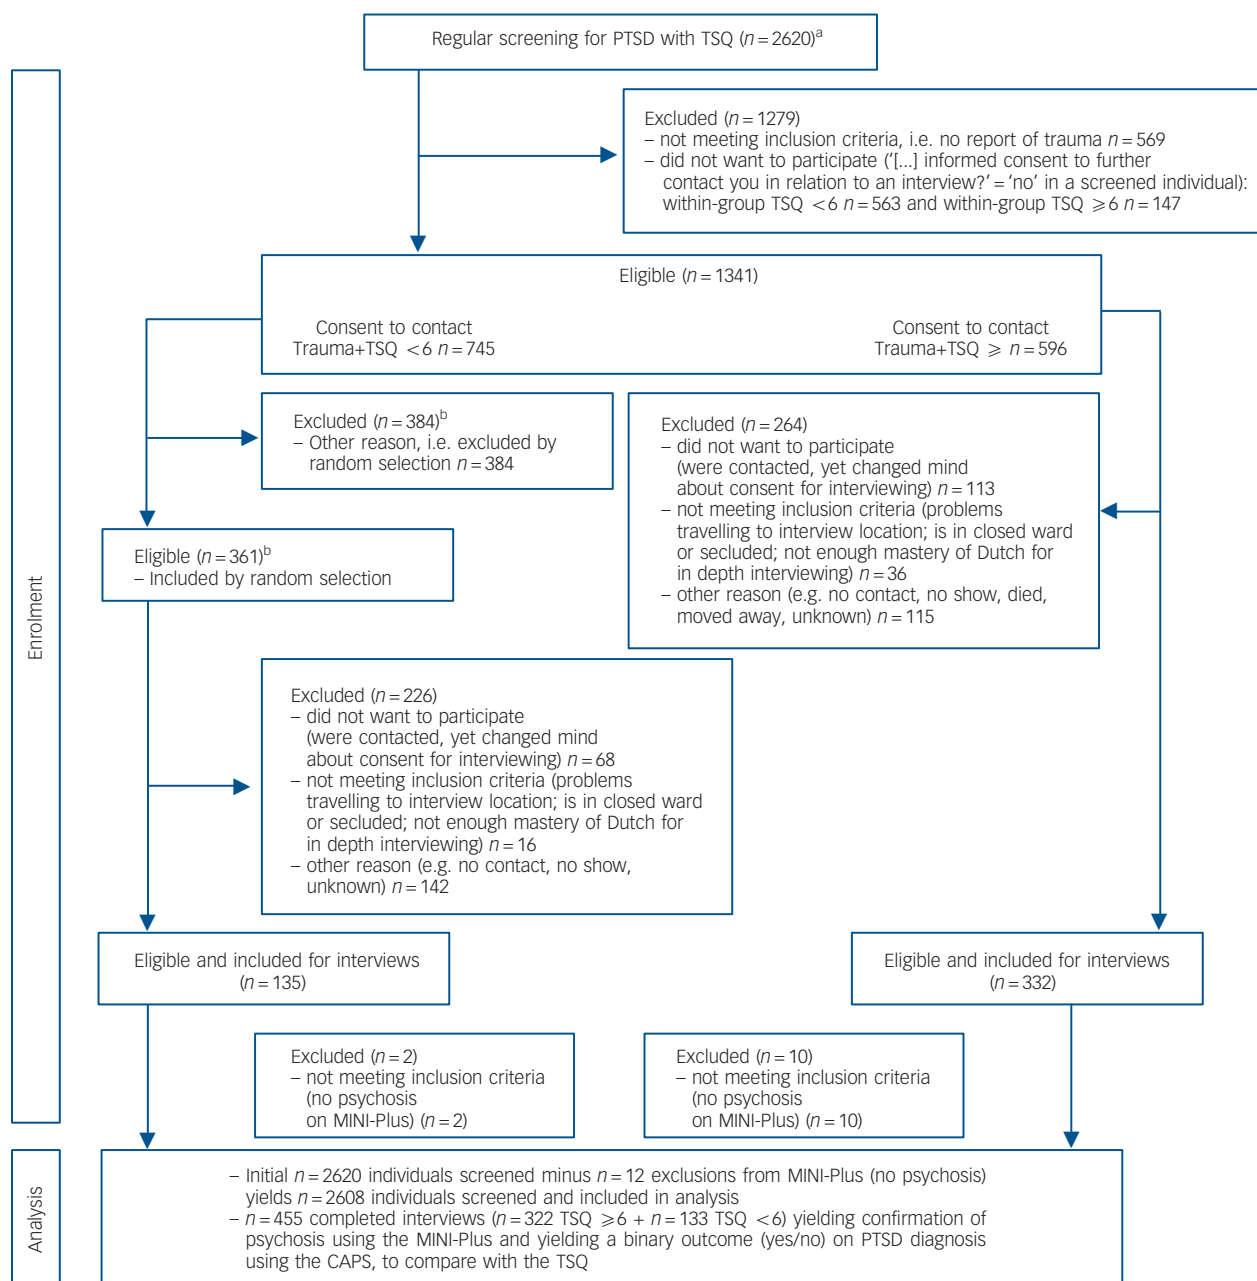 Regular screening for PTSD with TSQ (n = 2620)a
Excluded (n = 1279)
– not meeting inclusion criteria, i.e. no report of trauma n = 569
– did not want to participate (‘[...] informed consent to further
contact you in relation to an interview?’ = ‘no’ in a screened individual):
within-group TSQ <6 n = 563 and within-group TSQ ⩾6 n = 147
Eligible (n = 1341)
Consent to contact
Trauma+TSQ <6 n = 745
Consent to contact
Trauma+TSQ ⩾ n = 596
Excluded (n = 384)b
– Other reason, i.e. excluded by
random selection n = 384
Excluded (n = 264)
– did not want to participate
(were contacted, yet changed mind
about consent for interviewing) n = 113
– not meeting inclusion criteria (problems
travelling to interview location; is in closed ward
or secluded; not enough mastery of Dutch for
in depth interviewing) n = 36
– other reason (e.g. no contact, no show, died,
moved away, unknown) n = 115
Eligible (n = 361)b
– Included by random selection
Enrolment
Excluded (n = 226)
– did not want to participate
(were contacted, yet changed mind
about consent for interviewing) n = 68
– not meeting inclusion criteria (problems
travelling to interview location; is in closed ward
or secluded; not enough mastery of Dutch for
in depth interviewing) n = 16
– other reason (e.g. no contact, no show,
unknown) n = 142
Eligible and included for interviews
(n = 135)
Eligible and included for interviews
(n = 332)
Excluded (n = 2)
– not meeting inclusion criteria
(no psychosis
on MINI-Plus) (n = 2)
Excluded (n = 10)
– not meeting inclusion criteria
(no psychosis
on MINI-Plus) (n = 10)
Analysis
– Initial n = 2620 individuals screened minus n = 12 exclusions from MINI-Plus (no psychosis)
yields n = 2608 individuals screened and included in analysis
– n = 455 completed interviews (n = 322 TSQ ⩾6 + n = 133 TSQ <6) yielding confirmation of
psychosis using the MINI-Plus and yielding a binary outcome (yes/no) on PTSD diagnosis
using the CAPS, to compare with the TSQ